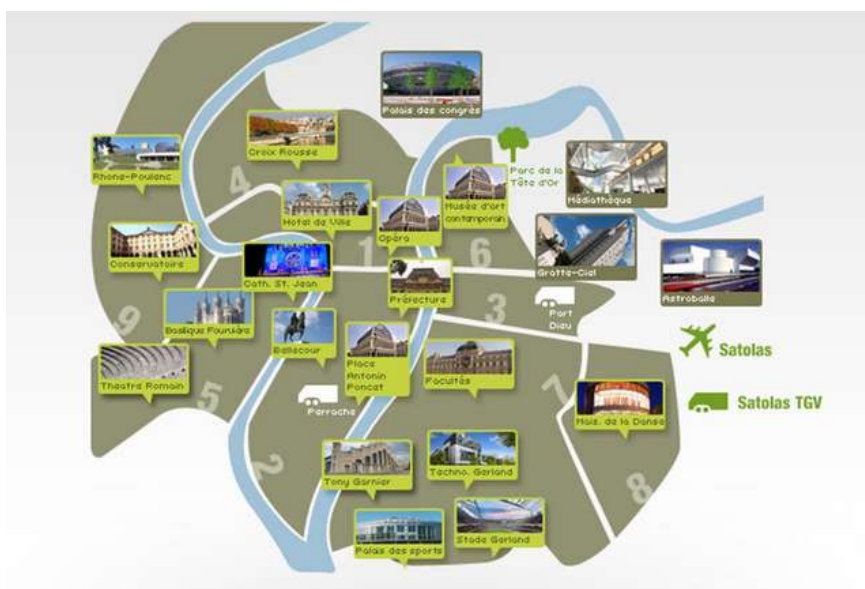 Palais des congrès
Croix Rousse
Rhone-Poulenc
Parc de la
Tête d'Or
Médiathèque
4
Hotel de Ville
Musée d'art
contemporain
Opéra
Conservatoire
1
6
Gratte-Ciel
Cath. St. Jean
Préfecture
Astroballe
3
Part
Dieu
9
Basilique Fourvière
Bellecour
Place
Antonin
Poncet
Facultés
Satolas
Theatre Romain
5
Perrache
7
Mais. de la Danse
Satolas TGV
2
Tony Garnier
Techno. Gerland
8
Palais des sports
Stade Gerland